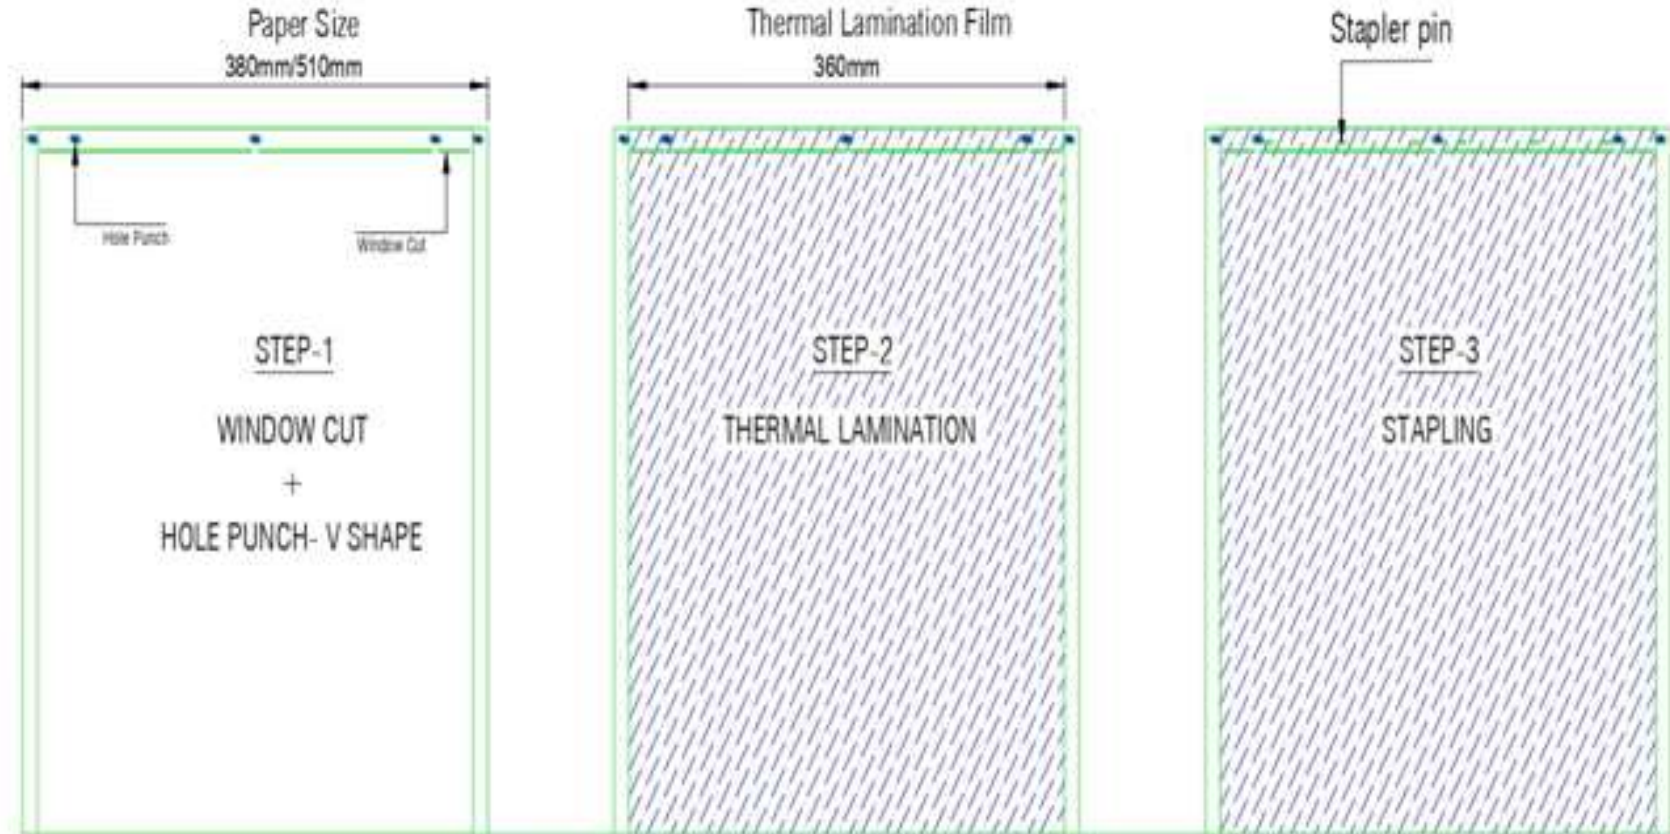 Paper Size
380mm/510mm
Hole Punch
Window Cut
STEP-1
WINDOW CUT
+
HOLE PUNCH- V SHAPE
Thermal Lamination Film
360mm
STEP-2
THERMAL LAMINATION
Stapler pin
STEP-3
STAPLING